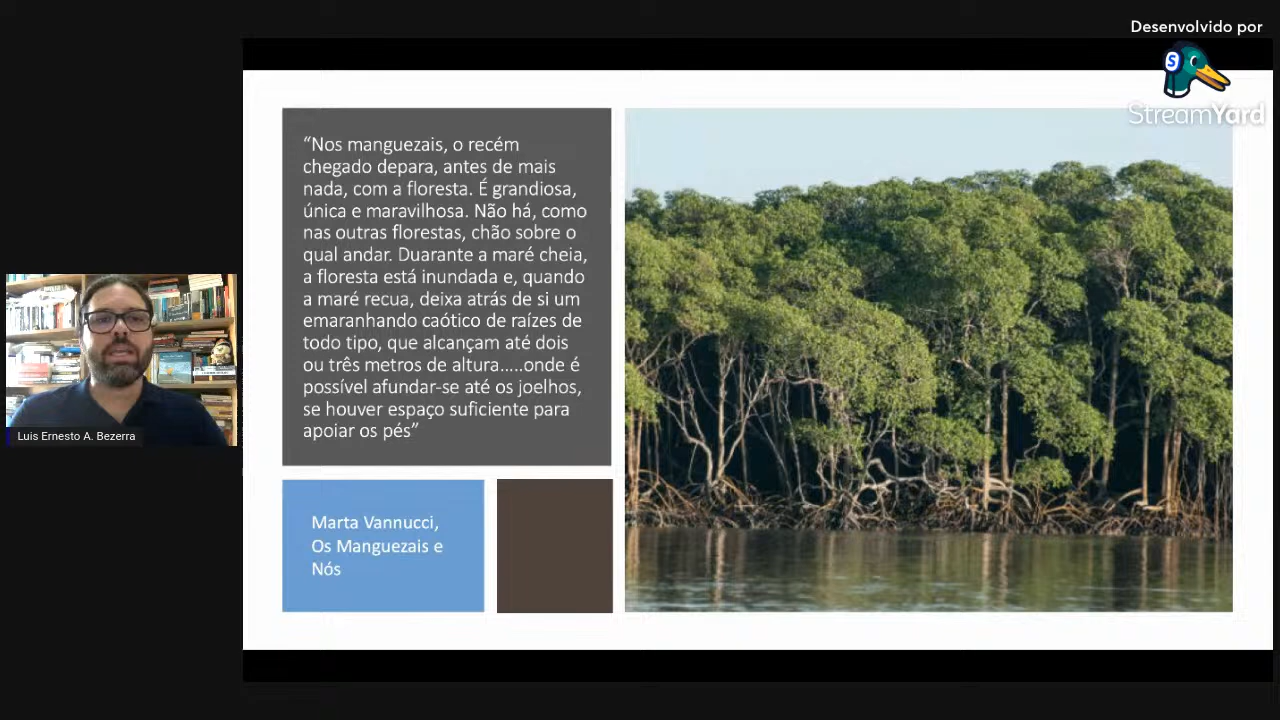 Desenvolvido por
StreamYard
“Nos manguezais, o recém
chegado depara, antes de mais
nada, com a floresta. É grandiosa,
única e maravilhosa. Não há, como
nas outras florestas, chão sobre o
qual andar. Duarante a maré cheia,
a floresta está inundada e, quando
a maré recua, deixa atrás de si um
emaranhando caótico de raízes de
todo tipo, que alcançam até dois
ou três metros de altura.....onde é
possível afundar-se até os joelhos,
se houver espaço suficiente para
apoiar os pés”
Marta Vannucci,
Os Manguezais e
Nós
Luis Ernesto A. Bezerra